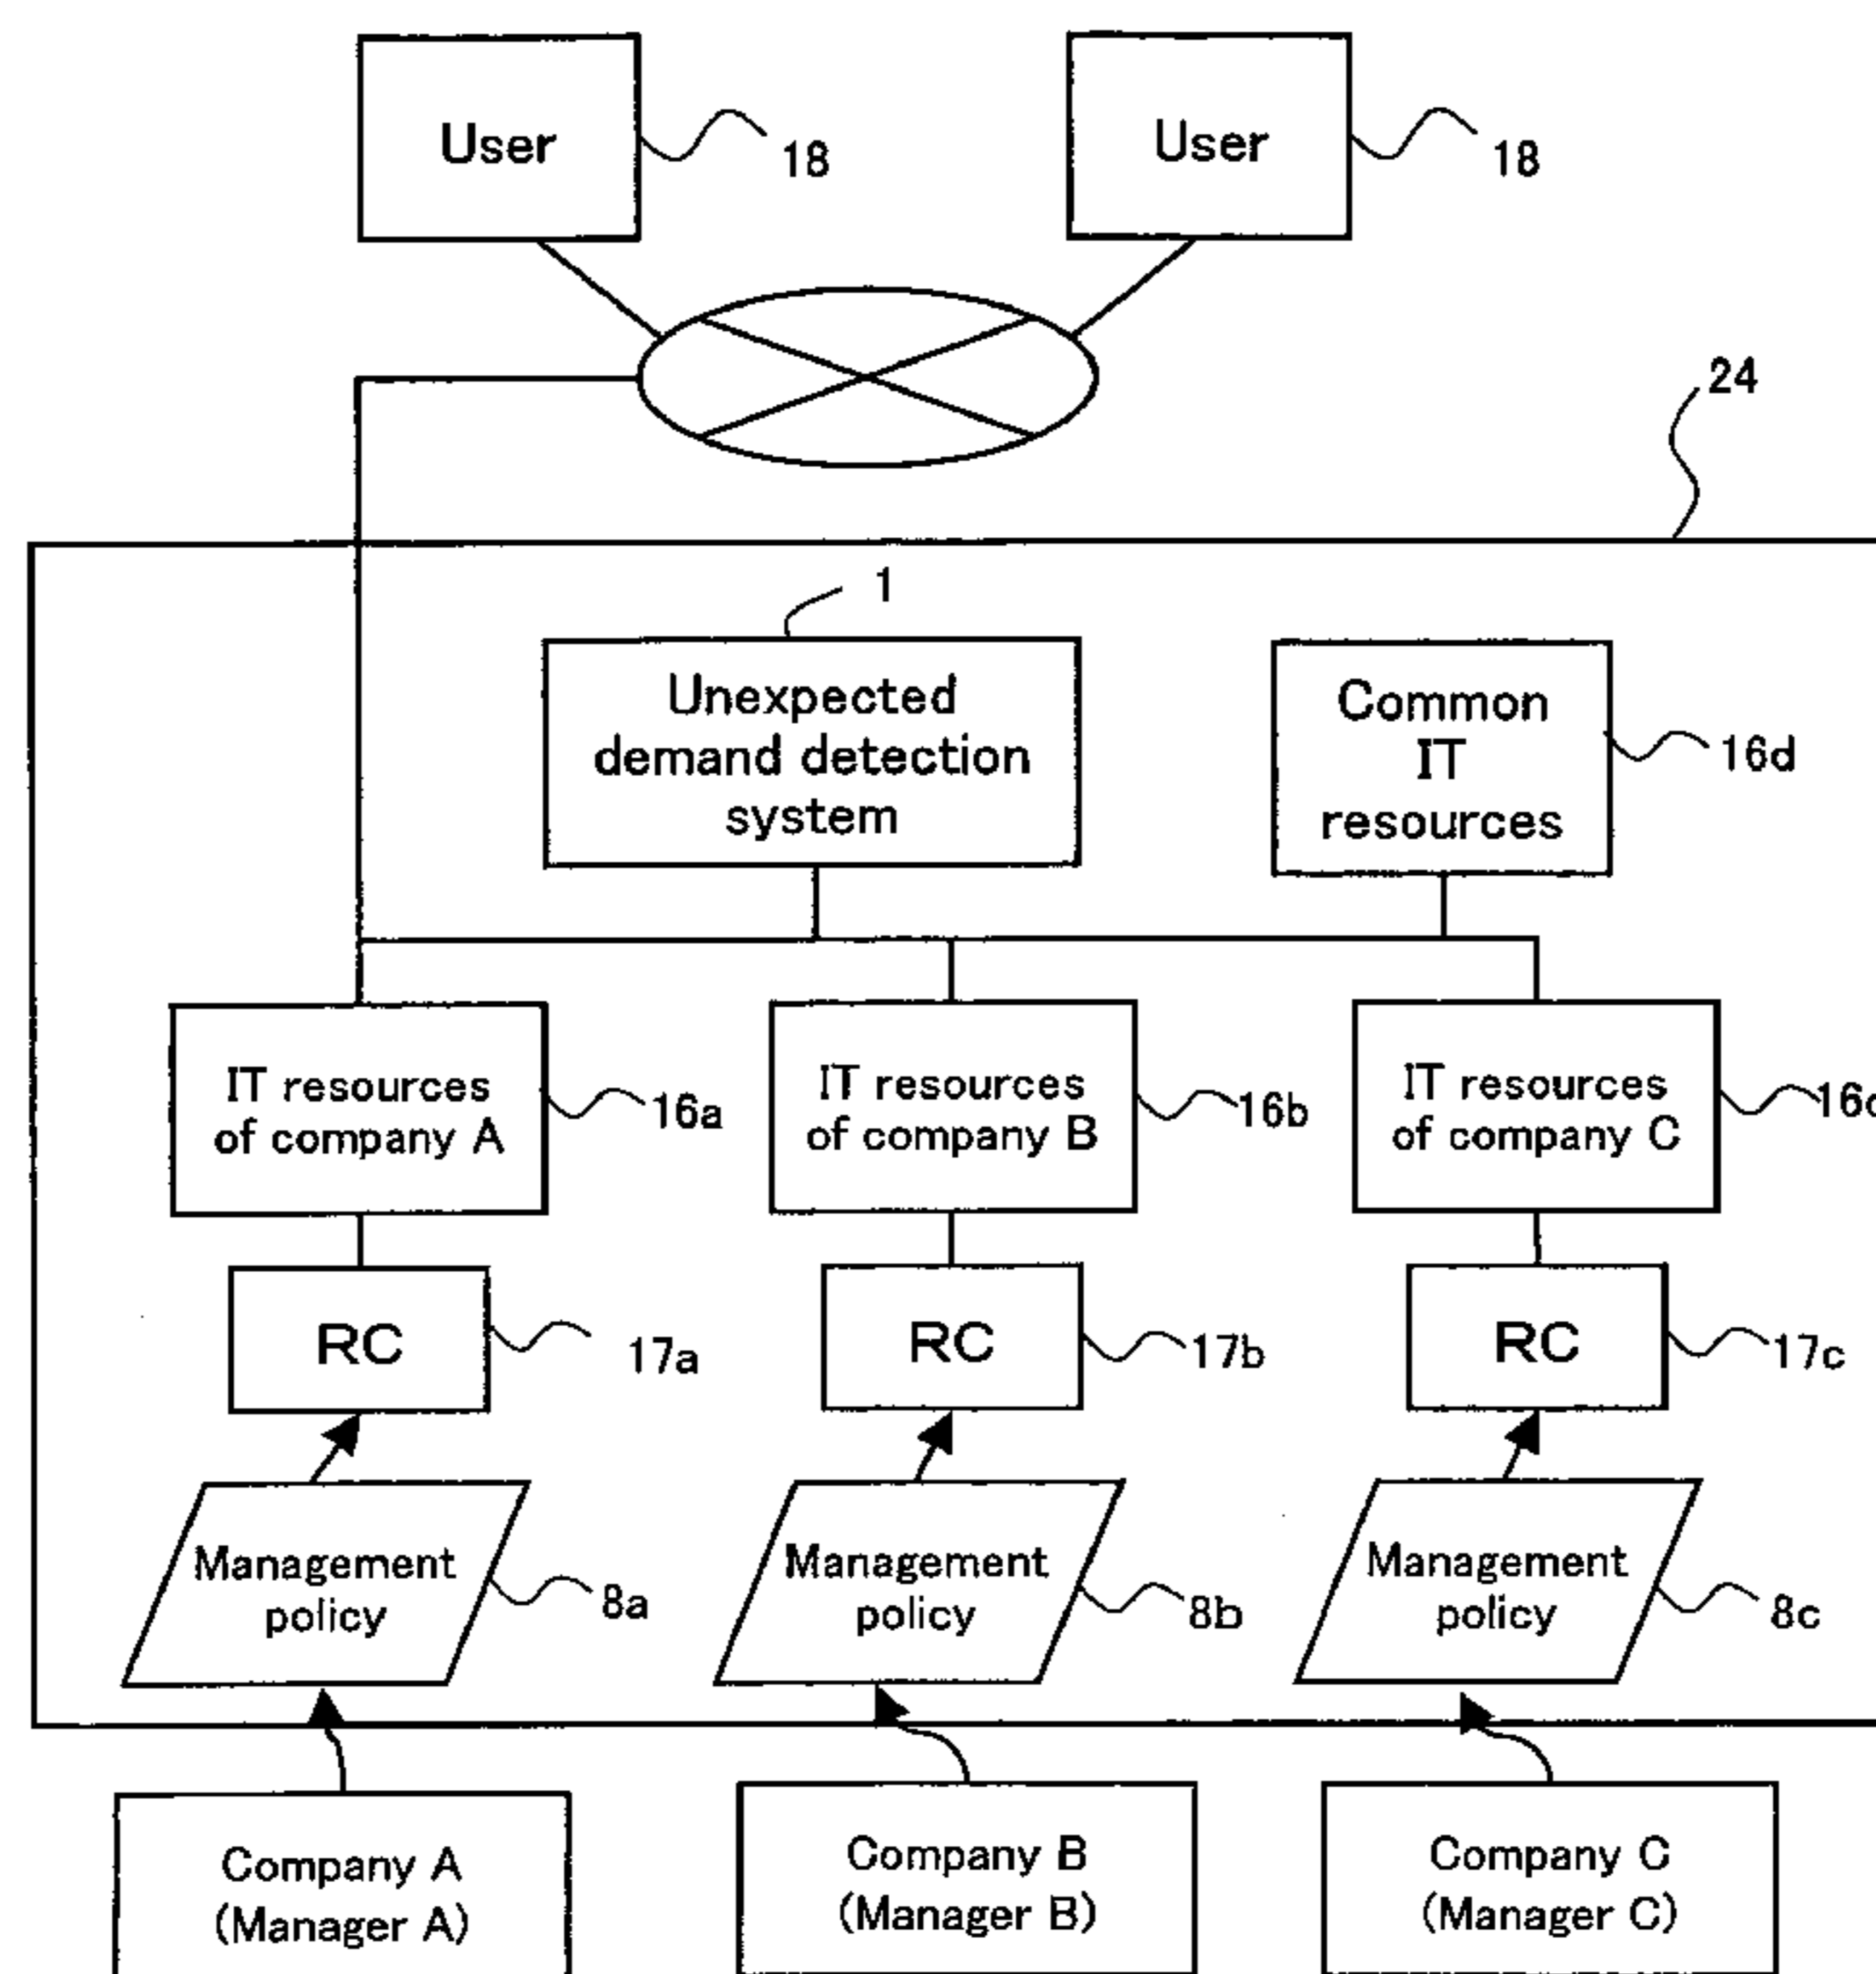 User
18
User
18
24
1
Unexpected
demand detection
system
Common
IT
resources
16d
IT resources
of company A
16a
IT resources
of company B
16b
IT resources
of company C
RC
17a
RC
17b
RC
17c
Management
policy
8a
Management
policy
8b
Management
policy
8c
Company A
(Manager A)
Company B
(Manager B)
Company C
(Manager C)